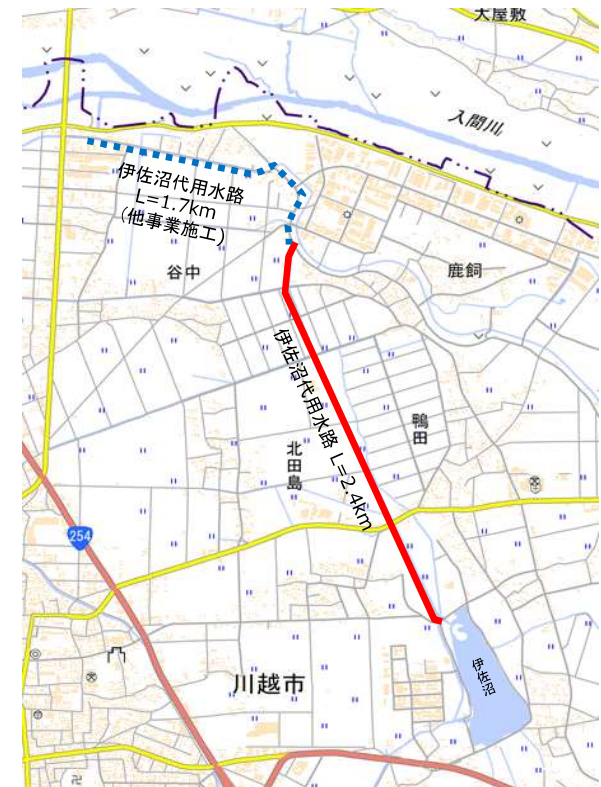 大屋敷
入間川
伊佐沼代用水路
L=1.7km
(他事業施工)
谷中
鹿飼
伊佐沼代用水路 L=2.4km
鴨田
北田島
254
川越市
伊佐沼